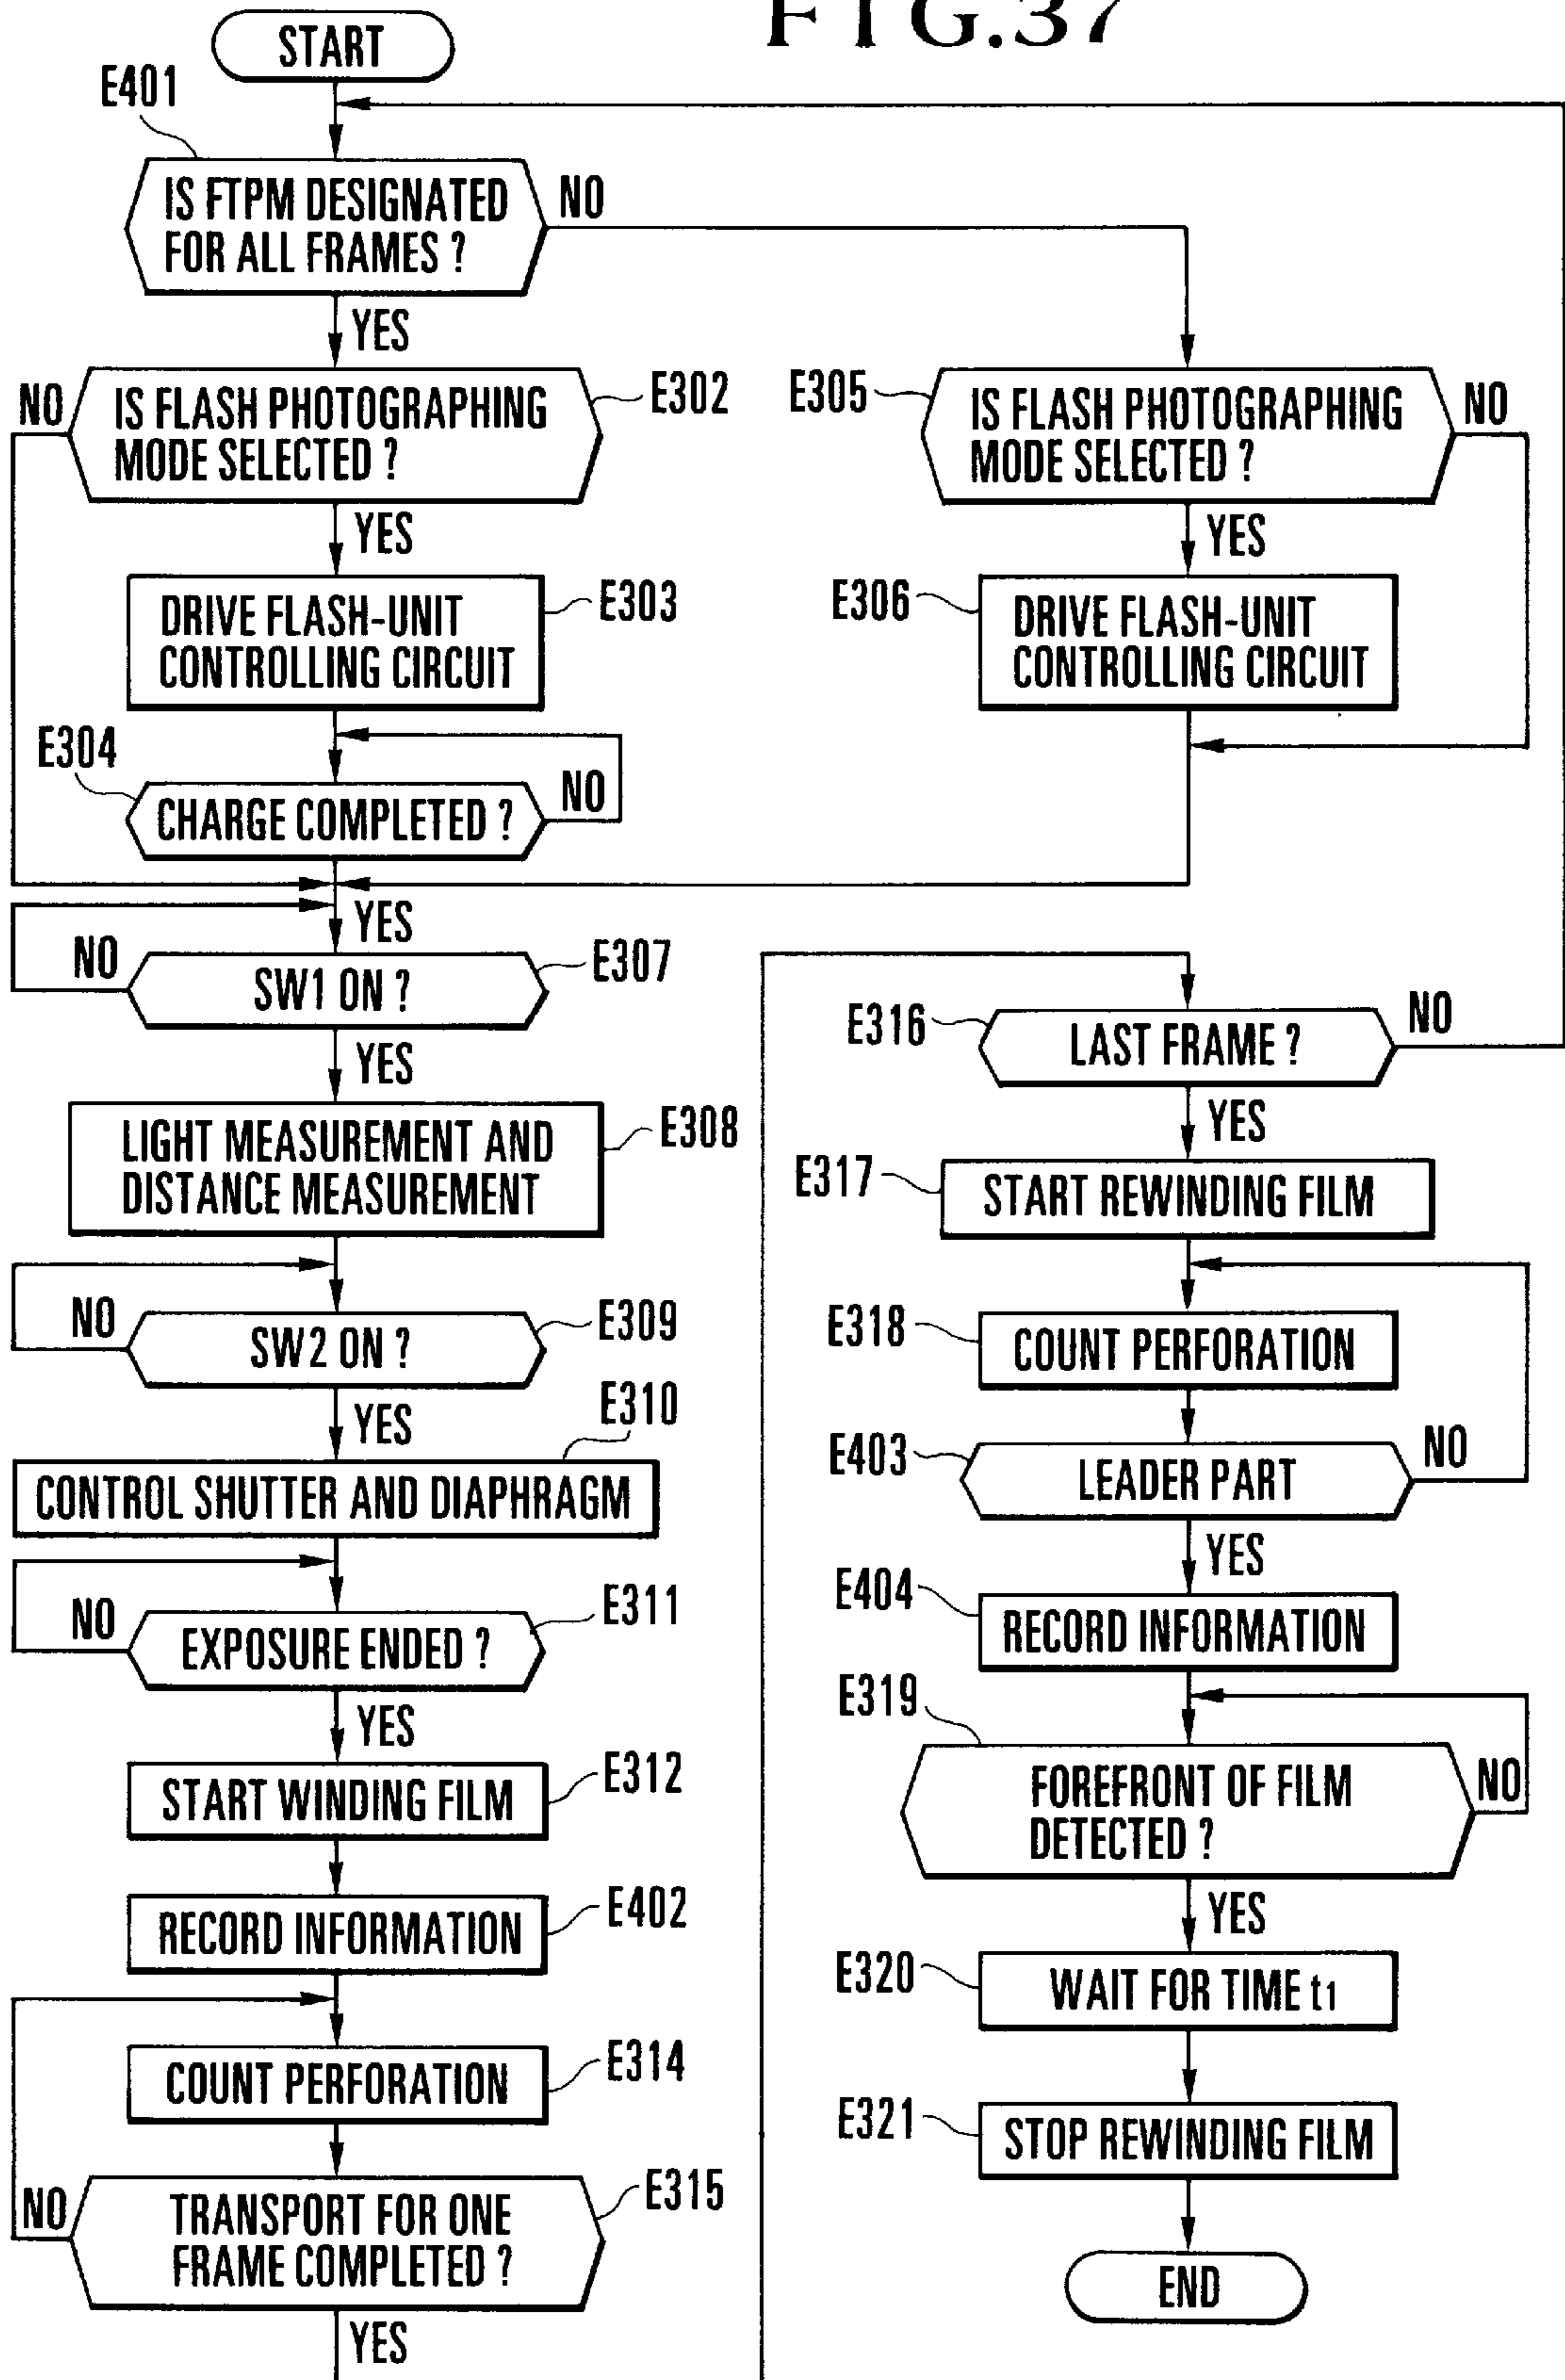 FIG.37
START
E401
IS FTPM DESIGNATED
FOR ALL FRAMES ?
NO
YES
NO
IS FLASH PHOTOGRAPHING
MODE SELECTED ?
E302
YES
DRIVE FLASH-UNIT
CONTROLLING CIRCUIT
E303
E304
CHARGE COMPLETED ?
NO
YES
E305
IS FLASH PHOTOGRAPHING
MODE SELECTED ?
NO
YES
E306
DRIVE FLASH-UNIT
CONTROLLING CIRCUIT
NO
SW1 ON ?
E307
YES
LIGHT MEASUREMENT AND
DISTANCE MEASUREMENT
E308
NO
SW2 ON ?
E309
YES
E310
CONTROL SHUTTER AND DIAPHRAGM
NO
EXPOSURE ENDED ?
E311
YES
START WINDING FILM
E312
RECORD INFORMATION
E402
COUNT PERFORATION
E314
NO
TRANSPORT FOR ONE
FRAME COMPLETED ?
E315
YES
E316
LAST FRAME ?
NO
YES
E317
START REWINDING FILM
E318
COUNT PERFORATION
E403
LEADER PART
NO
YES
E404
RECORD INFORMATION
E319
FOREFRONT OF FILM
DETECTED ?
NO
YES
E320
WAIT FOR TIME t1
E321
STOP REWINDING FILM
END